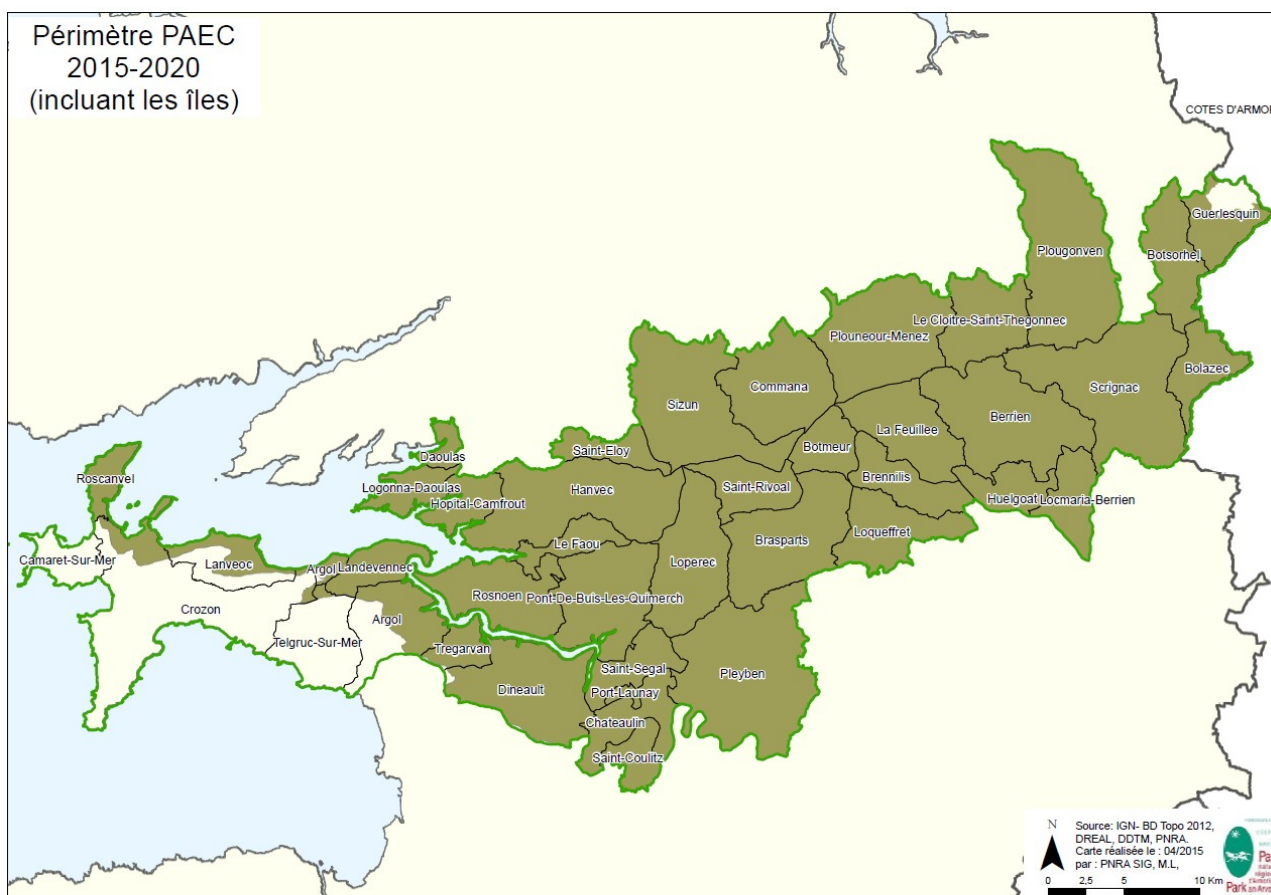 Périmètre PAEC
2015-2020
(incluant les îles)
COTES D'ARMOR
Guerlesquin
Plougonven
Botsorhel
Le Cloitre-Saint-Thegonnec
Plouneour-Menez
Bolazec
Scrignac
Commana
Sizun
Berrien
La Feuillee
Botmeur
Saint-Eloy
Daoulas
Brennilis
Roscanvel
Saint-Rivoal
Logonna-Daoulas
Hanvec
Huelgoat
Locmaria-Berrien
Hopital-Camfrout
Loqueffret
Brasparts
Le Faou
Camaret-Sur-Mer
Lanveoc
Argol
Landevennec
Loperec
Rosnoen
Pont-De-Buis-Les-Quimerch
Crozon
Argol
Telgruc-Sur-Mer
Tregarvan
Saint-Segal
Pleyben
Dineault
Port-Launay
Chateaulin
Saint-Coulitz
N
Source: IGN- BD Topo 2012,
DREAL, DDTM, PNRA.
Carte réalisée le : 04/2015
par : PNRA SIG, M.L,
0 2,5 5 10 Km
Park